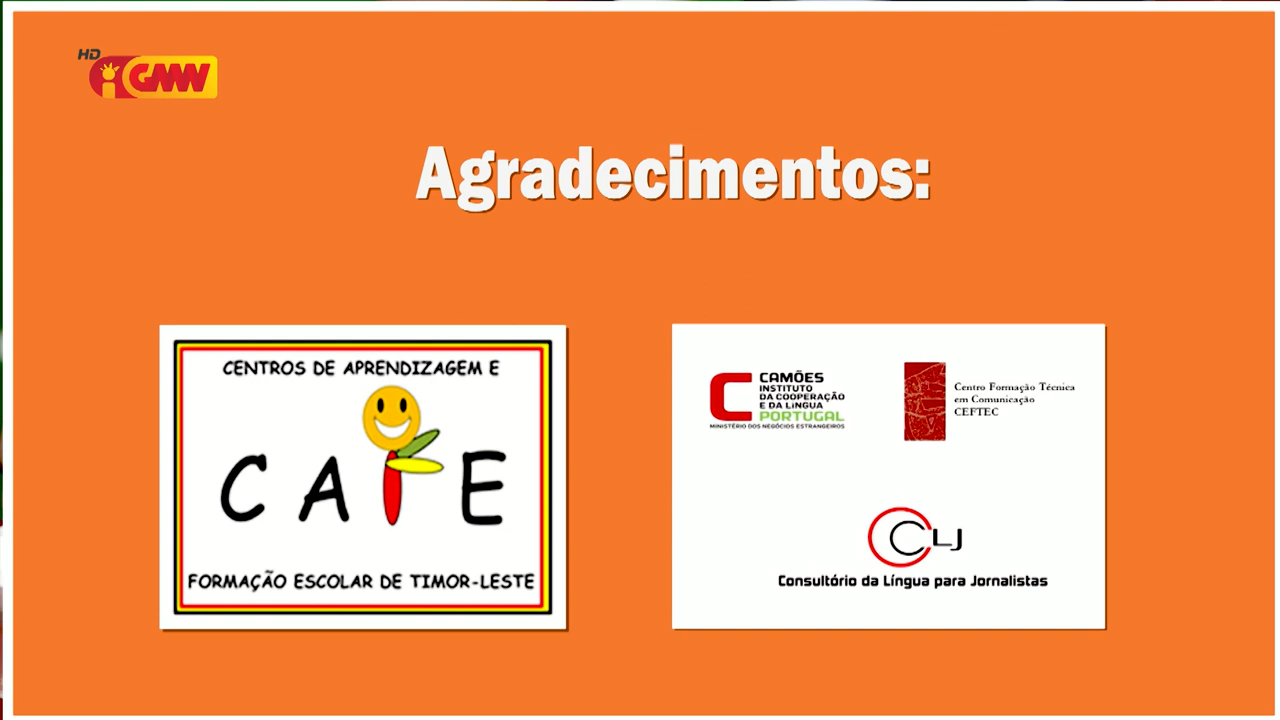 HD
GMN
Agradecimentos:
CENTROS DE APRENDIZAGEM E
CAFE
FORMAÇÃO ESCOLAR DE TIMOR-LESTE
CAMÕES
INSTITUTO
DA COOPERAÇÃO
E DA LÍNGUA
PORTUGAL
MINISTÉRIO DOS NEGÓCIOS ESTRANGEIROS
Centro Formação Técnica
em Comunicação
CEFTEC
CLJ
Consultório da Língua para Jornalistas